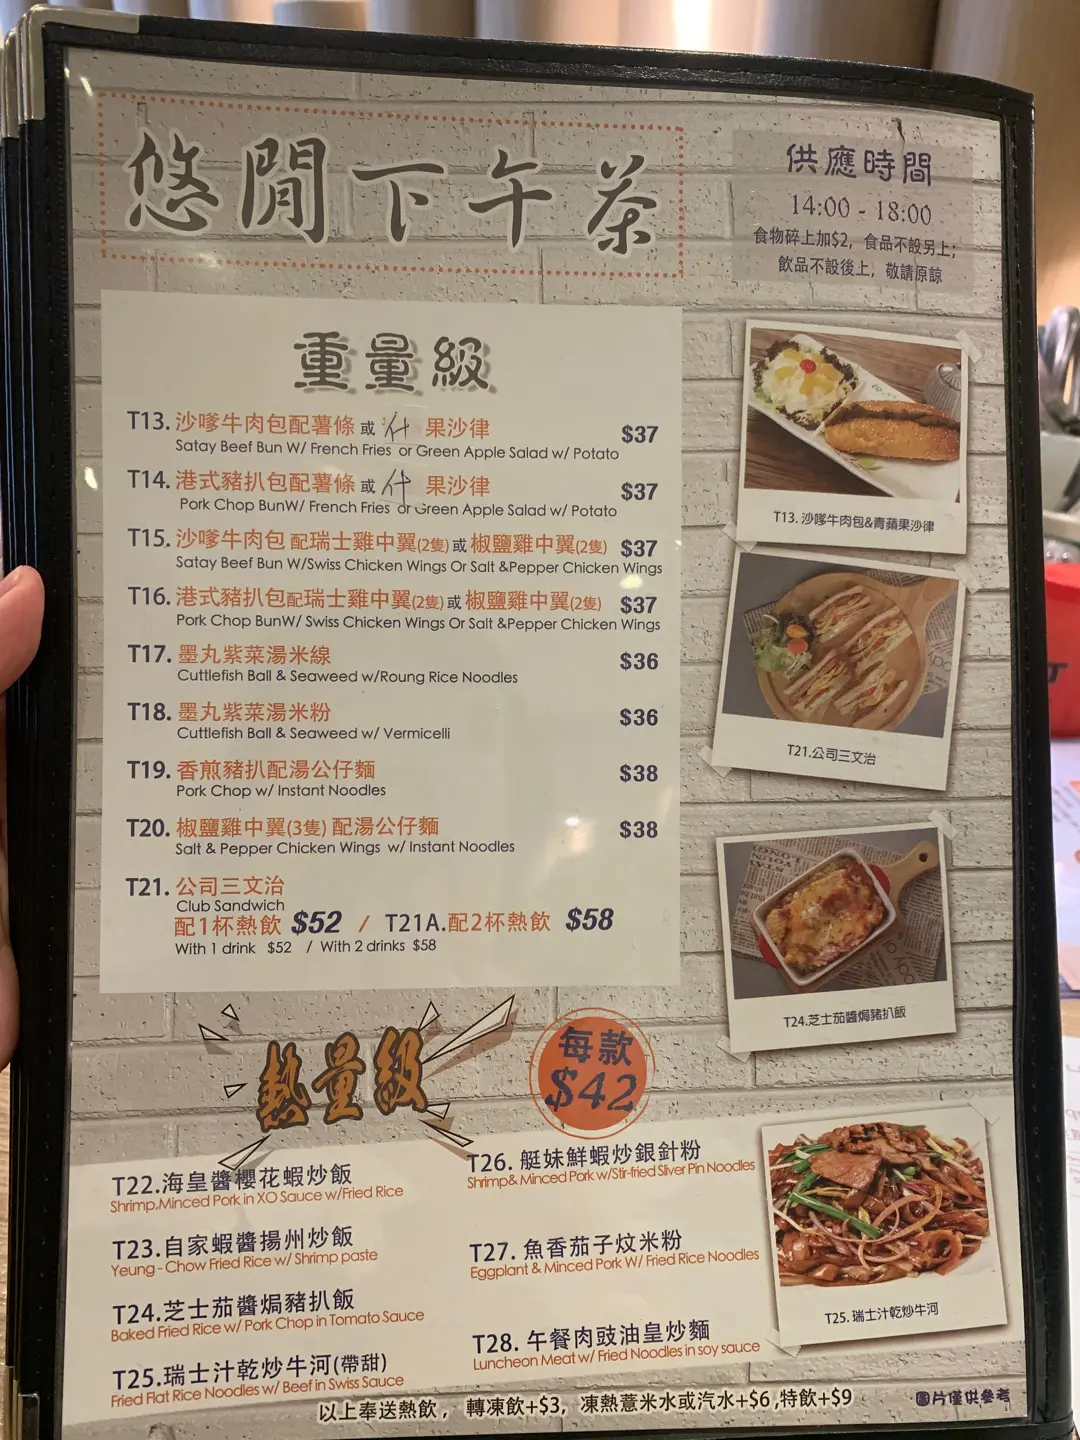 悠閒下午茶
供應時間
14:00 - 18:00
食物碎上加$2，食品不設另上；
飲品不設後上，敬請原諒
重量級
T13. 沙嗲牛肉包配薯條 或 什 果沙律 $37
Satay Beef Bun W/ French Fries or Green Apple Salad w/ Potato
T14. 港式豬扒包配薯條 或 什 果沙律 $37
Pork Chop BunW/ French Fries or Green Apple Salad w/ Potato
T15. 沙嗲牛肉包 配瑞士雞中翼(2隻) 或 椒鹽雞中翼(2隻) $37
Satay Beef Bun W/Swiss Chicken Wings Or Salt &Pepper Chicken Wings
T16. 港式豬扒包配瑞士雞中翼(2隻) 或 椒鹽雞中翼(2隻) $37
Pork Chop BunW/ Swiss Chicken Wings Or Salt &Pepper Chicken Wings
T17. 墨丸紫菜湯米線 $36
Cuttlefish Ball & Seaweed w/Roung Rice Noodles
T18. 墨丸紫菜湯米粉 $36
Cuttlefish Ball & Seaweed w/ Vermicelli
T19. 香煎豬扒配湯公仔麵 $38
Pork Chop w/ Instant Noodles
T20. 椒鹽雞中翼(3隻) 配湯公仔麵 $38
Salt & Pepper Chicken Wings w/ Instant Noodles
T21. 公司三文治
Club Sandwich
配1杯熱飲 $52 / T21A.配2杯熱飲 $58
With 1 drink $52 / With 2 drinks $58
T13. 沙嗲牛肉包&青蘋果沙律
T21.公司三文治
T24.芝士茄醬焗豬扒飯
熱量級
每款
$42
T22.海皇醬櫻花蝦炒飯
Shrimp,Minced Pork in XO Sauce w/Fried Rice
T23.自家蝦醬揚州炒飯
Yeung-Chow Fried Rice w/ Shrimp paste
T24.芝士茄醬焗豬扒飯
Baked Fried Rice w/ Pork Chop in Tomato Sauce
T25.瑞士汁乾炒牛河(帶甜)
Fried Flat Rice Noodles w/ Beef in Swiss Sauce
T26. 艇妹鮮蝦炒銀針粉
Shrimp& Minced Pork w/Stir-fried Sliver Pin Noodles
T27. 魚香茄子炆米粉
Eggplant & Minced Pork W/ Fried Rice Noodles
T28. 午餐肉豉油皇炒麵
Luncheon Meat w/ Fried Noodles in soy sauce
T25. 瑞士汁乾炒牛河
以上奉送熱飲， 轉凍飲+$3，凍熱薏米水或汽水+$6 ,特飲+$9
圖片僅供參考